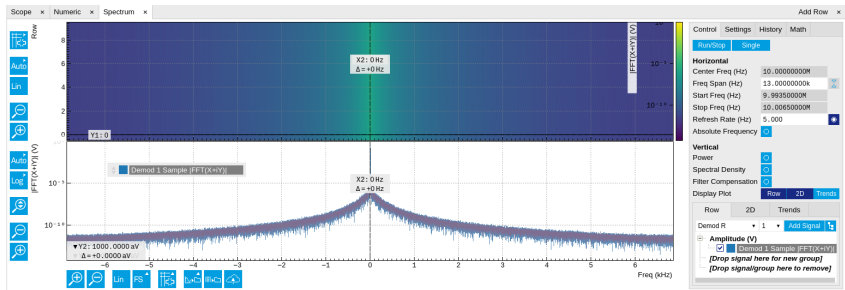 Scope × Numeric × Spectrum × Add Row ×
Row
Auto
Lin
8
6
4
2
0
Y1: 0
X2: 0 Hz
Δ = +0 Hz
|FFT(X+iY)| (V)
Auto
Log
|FFT(X+iY)| (V)
Demod 1 Sample |FFT(X+iY)|
X2: 0 Hz
Δ = +0 Hz
▼Y2: 1000.0000 aV
Δ = +0.0000 aV
−6 −5 −4 −3 −2 −1 0 1 2 3 4 5 6
Freq (kHz)
Lin FS
Control Settings History Math
Run/Stop Single
Horizontal
Center Freq (Hz) 10.00000000M
Freq Span (Hz) 13.00000000k
Start Freq (Hz) 9.99350000M
Stop Freq (Hz) 10.00650000M
Refresh Rate (Hz) 5.000
Absolute Frequency
Vertical
Power
Spectral Density
Filter Compensation
Display Plot Row 2D Trends
Row 2D Trends
Demod R ▼ 1 ▼ Add Signal
Amplitude (V)
Demod 1 Sample |FFT(X+iY)|
[Drop signal here for new group]
[Drop signal/group here to remove]